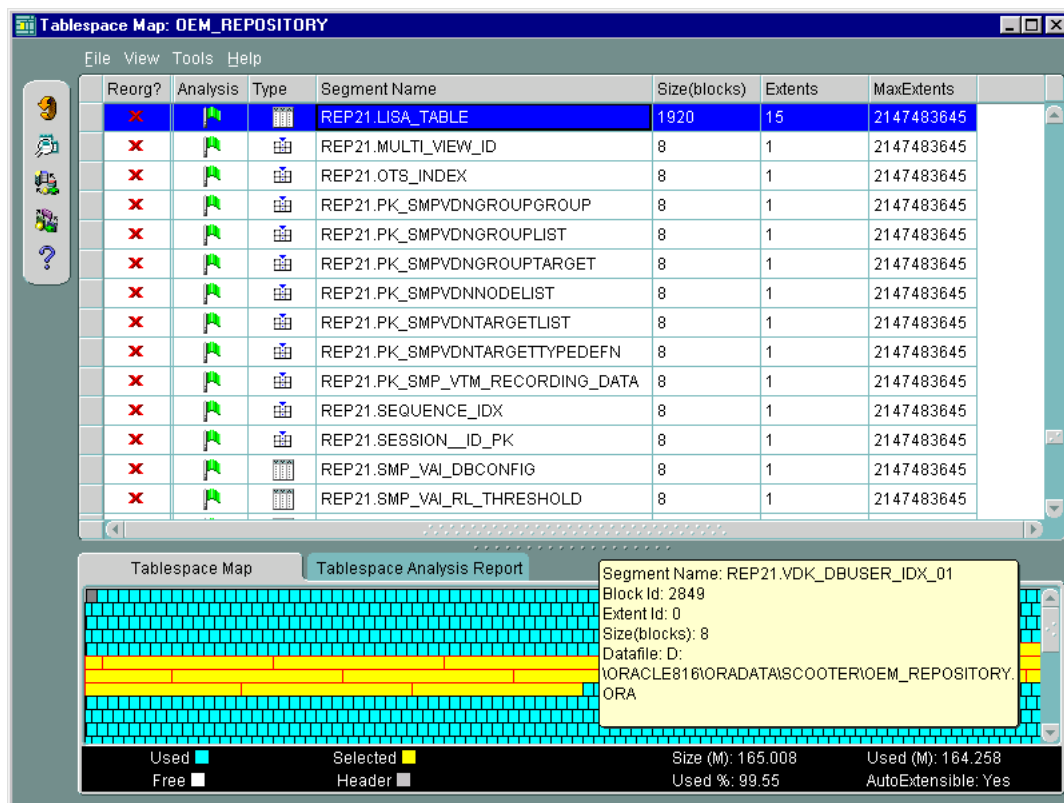 Tablespace Map: OEM_REPOSITORY
File View Tools Help
Reorg? Analysis Type Segment Name Size(blocks) Extents MaxExtents
REP21.LISA_TABLE 1920 15 2147483645
REP21.MULTI_VIEW_ID 8 1 2147483645
REP21.OTS_INDEX 8 1 2147483645
REP21.PK_SMPVDNGROUPGROUP 8 1 2147483645
REP21.PK_SMPVDNGROUPLIST 8 1 2147483645
REP21.PK_SMPVDNGROUPTARGET 8 1 2147483645
REP21.PK_SMPVDNNODELIST 8 1 2147483645
REP21.PK_SMPVDNTARGETLIST 8 1 2147483645
REP21.PK_SMPVDNTARGETTYPEDEFN 8 1 2147483645
REP21.PK_SMP_VTM_RECORDING_DATA 8 1 2147483645
REP21.SEQUENCE_IDX 8 1 2147483645
REP21.SESSION__ID_PK 8 1 2147483645
REP21.SMP_VAI_DBCONFIG 8 1 2147483645
REP21.SMP_VAI_RL_THRESHOLD 8 1 2147483645
Tablespace Map Tablespace Analysis Report
Segment Name: REP21.VDK_DBUSER_IDX_01
Block Id: 2849
Extent Id: 0
Size(blocks): 8
Datafile: D:
\ORACLE816\ORADATA\SCOOTER\OEM_REPOSITORY.
ORA
Used Selected Size (M): 165.008 Used (M): 164.258
Free Header Used %: 99.55 AutoExtensible: Yes